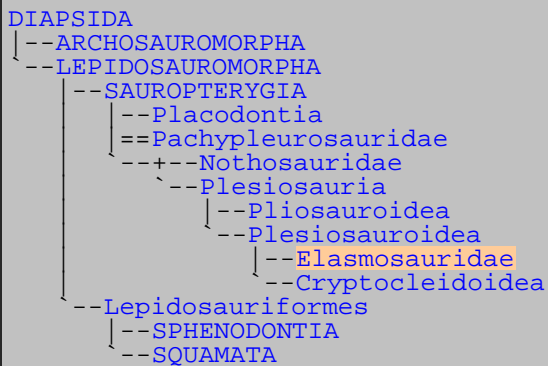 DIAPSIDA
|--ARCHOSAUROMORPHA
`--LEPIDOSAUROMORPHA
   |--SAUROPTERYGIA
   |  |--Placodontia
   |  |==Pachypleurosauridae
   |  `--+--Nothosauridae
   |     `--Plesiosauria
   |        |--Pliosauroidea
   |        `--Plesiosauroidea
   |           |--Elasmosauridae
   |           `--Cryptocleidoidea
   `--Lepidosauriformes
      |--SPHENODONTIA
      `--SQUAMATA